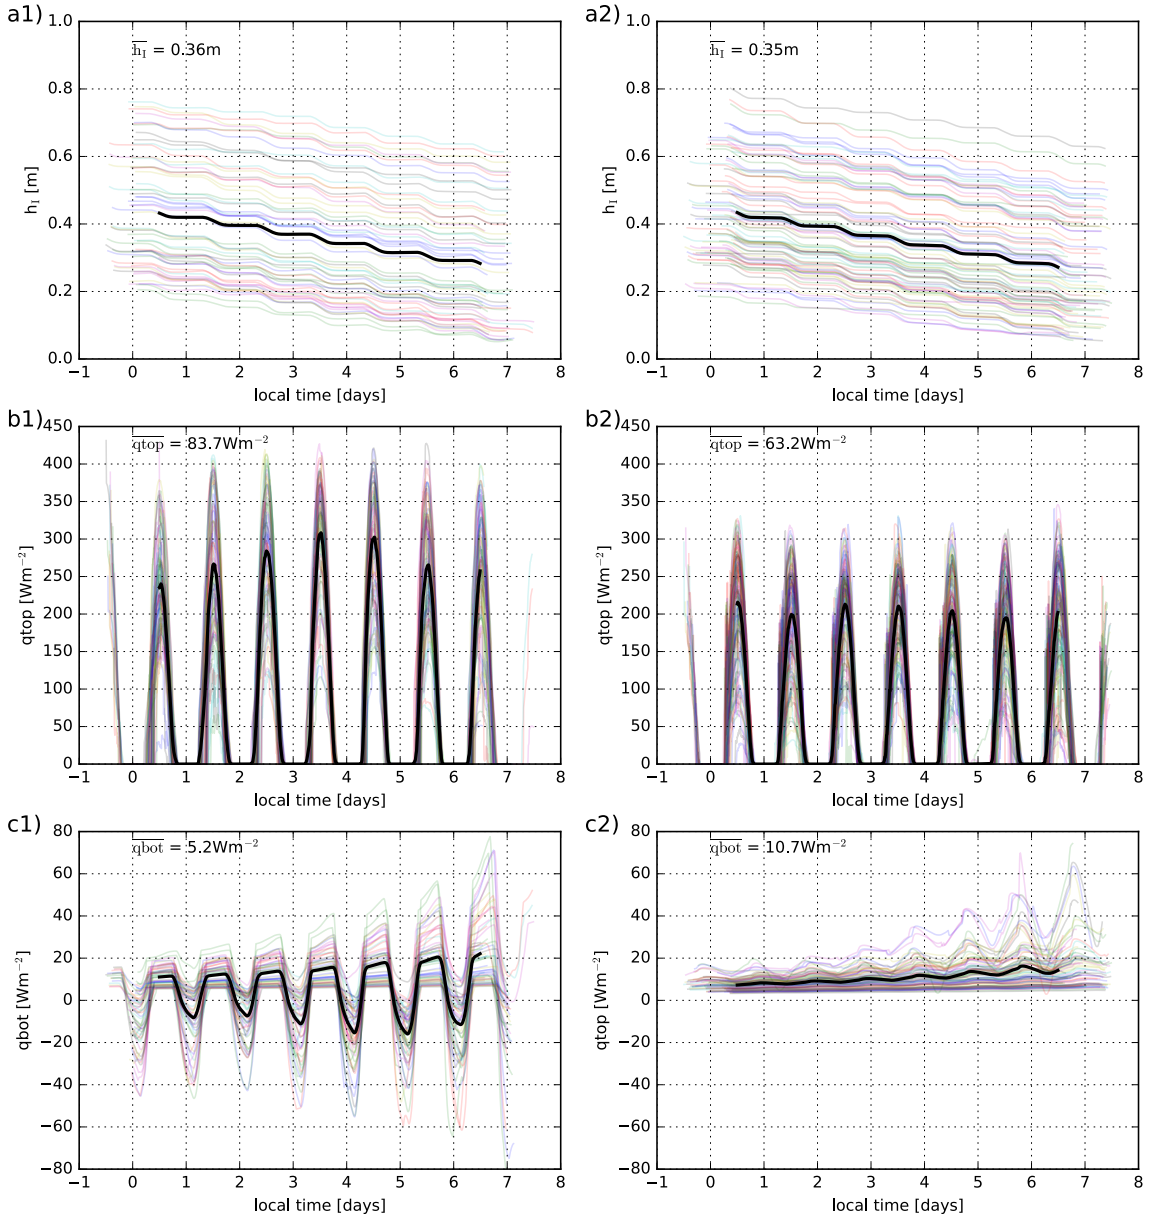 a1)
1.0
0.8
0.6
0.4
0.2
0.0
h_I [m]
h_I = 0.36m
−1 0 1 2 3 4 5 6 7 8
local time [days]
a2)
1.0
0.8
0.6
0.4
0.2
0.0
h_I [m]
h_I = 0.35m
−1 0 1 2 3 4 5 6 7 8
local time [days]
b1)
450
400
350
300
250
200
150
100
50
0
qtop [Wm⁻²]
qtop = 83.7Wm⁻²
−1 0 1 2 3 4 5 6 7 8
local time [days]
b2)
450
400
350
300
250
200
150
100
50
0
qtop [Wm⁻²]
qtop = 63.2Wm⁻²
−1 0 1 2 3 4 5 6 7 8
local time [days]
c1)
80
60
40
20
0
−20
−40
−60
−80
qbot [Wm⁻²]
qbot = 5.2Wm⁻²
−1 0 1 2 3 4 5 6 7 8
local time [days]
c2)
80
60
40
20
0
−20
−40
−60
−80
qtop [Wm⁻²]
qbot = 10.7Wm⁻²
−1 0 1 2 3 4 5 6 7 8
local time [days]